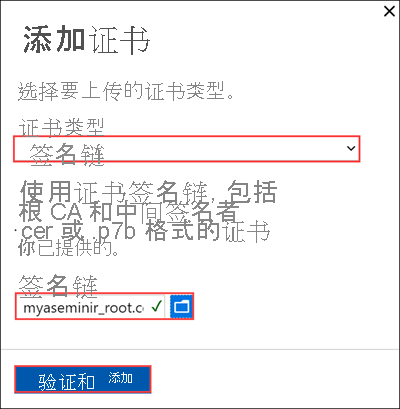 添加证书
选择要上传的证书类型。
证书类型
签名链
使用证书签名链, 包括
根 CA 和中间签名者
.cer 或 .p7b 格式的证书
你已提供的。
签名链
myaseminir_root.c
验证和 添加